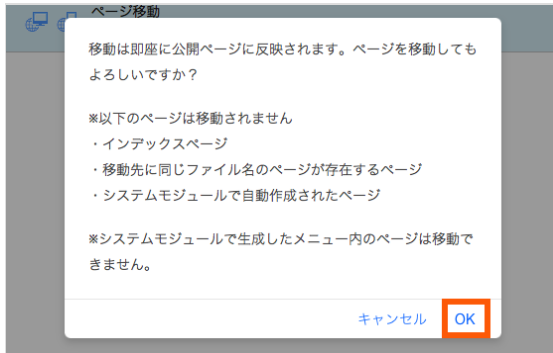 ページ移動
移動は即座に公開ページに反映されます。ページを移動しても
よろしいですか？
※以下のページは移動されません
・インデックスページ
・移動先に同じファイル名のページが存在するページ
・システムモジュールで自動作成されたページ
※システムモジュールで生成したメニュー内のページは移動で
きません。
キャンセル OK